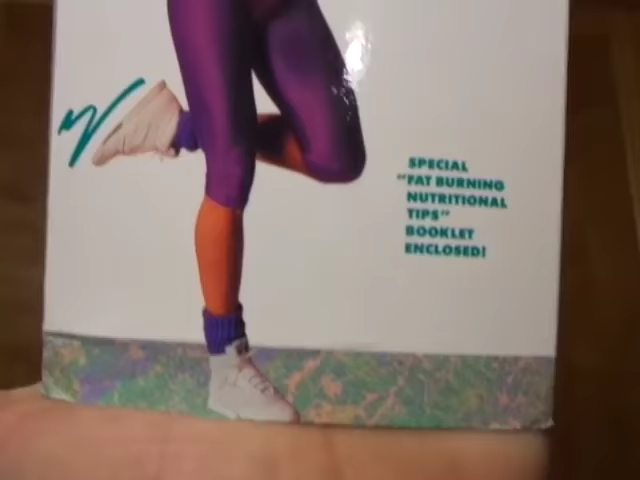 SPECIAL
"FAT BURNING
NUTRITIONAL
TIPS"
BOOKLET
ENCLOSED!